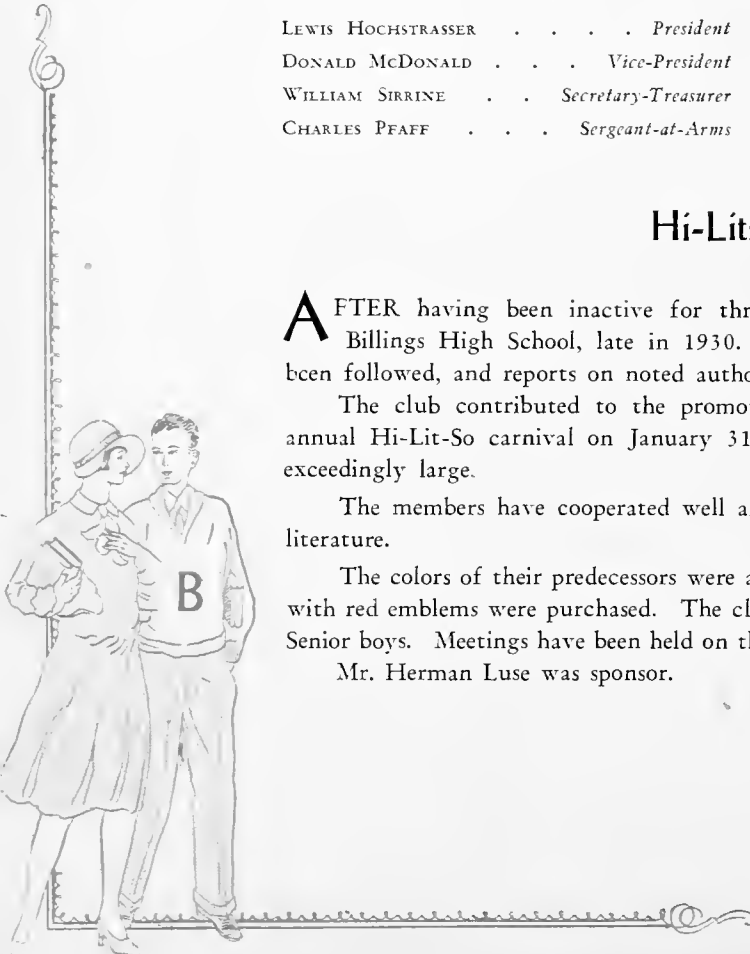 LEWIS HOCHSTRASSER . . . . President
DONALD MCDONALD . . . Vice-President
WILLIAM SIRRINE . . Secretary-Treasurer
CHARLES PFAFF . . . Sergeant-at-Arms
Hi-Lit
AFTER having been inactive for thr
Billings High School, late in 1930.
been followed, and reports on noted autho
The club contributed to the promo
annual Hi-Lit-So carnival on January 31
exceedingly large.
The members have cooperated well a
literature.
The colors of their predecessors were a
with red emblems were purchased. The cl
Senior boys. Meetings have been held on th
Mr. Herman Luse was sponsor.
B